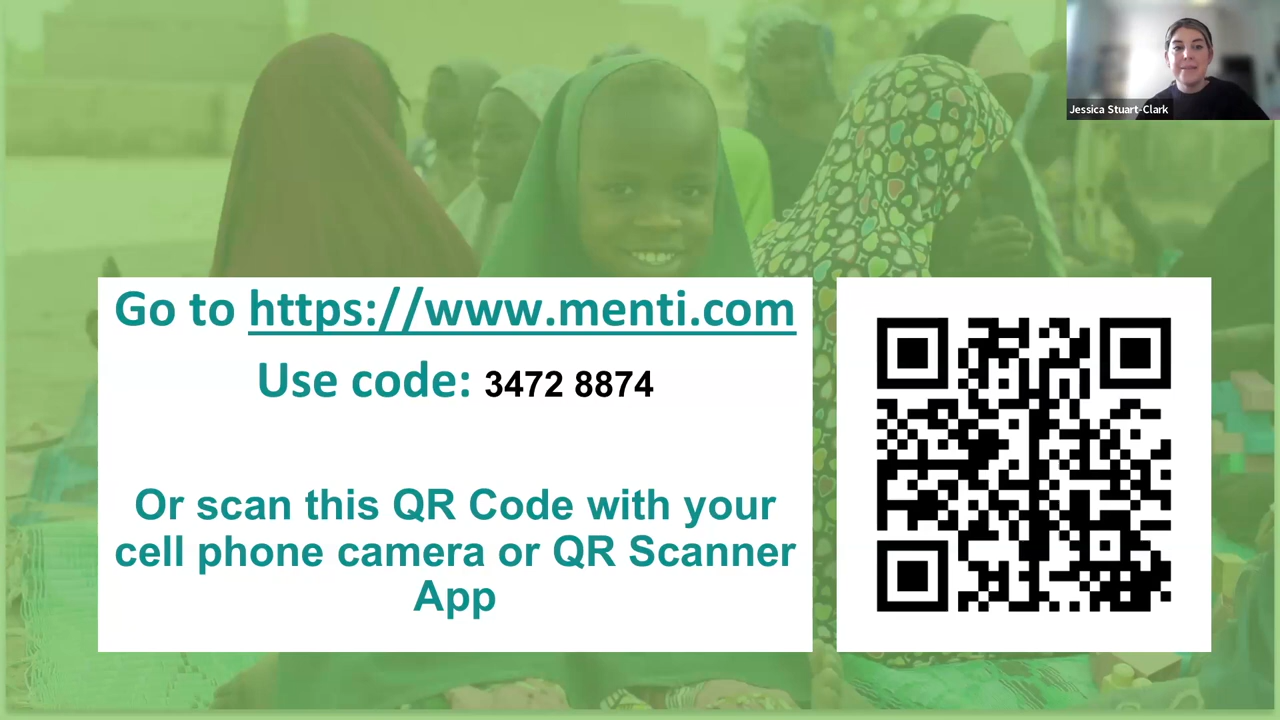 Jessica Stuart-Clark
Go to https://www.menti.com
Use code: 3472 8874
Or scan this QR Code with your
cell phone camera or QR Scanner
App